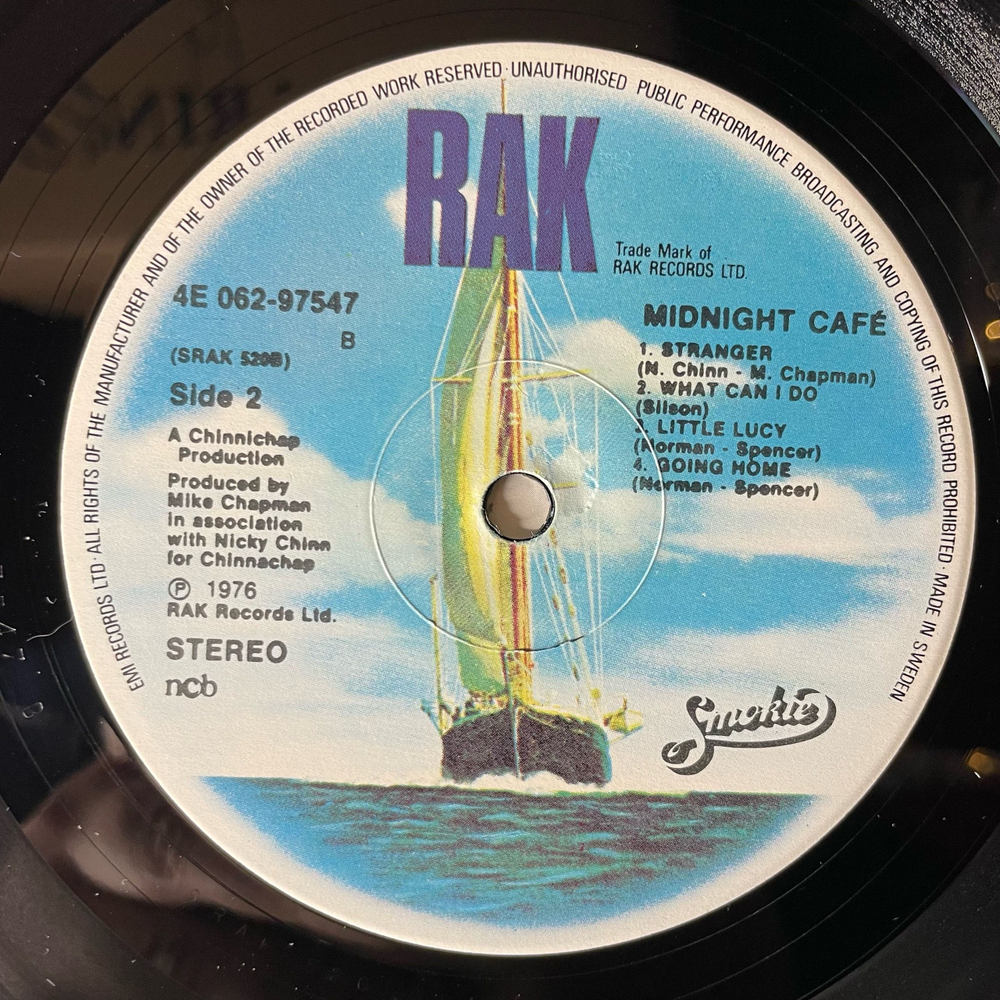 EMI RECORDS LTD · ALL RIGHTS OF THE MANUFACTURER AND OF THE OWNER OF THE RECORDED WORK RESERVED · UNAUTHORISED PUBLIC PERFORMANCE BROADCASTING AND COPYING OF THIS RECORD PROHIBITED · MADE IN SWEDEN
RAK
Trade Mark of
RAK RECORDS LTD.
4E 062-97547
B
(SRAK 520B)
Side 2
A Chinnichap
Production
Produced by
Mike Chapman
in association
with Nicky Chinn
for Chinnachap
℗ 1976
RAK Records Ltd.
STEREO
ncb
MIDNIGHT CAFÉ
1. STRANGER
(N. Chinn - M. Chapman)
2. WHAT CAN I DO
(Silson)
3. LITTLE LUCY
(Norman - Spencer)
4. GOING HOME
(Norman - Spencer)
Smokie